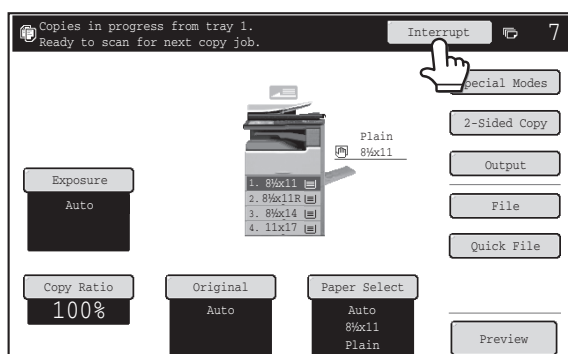 Copies in progress from tray 1.
Ready to scan for next copy job.
Interrupt
7
pecial Modes
Plain
8½x11
2-Sided Copy
Output
Exposure
Auto
1. 8½x11
2. 8½x11R
3. 8½x14
4. 11x17
File
Quick File
Copy Ratio
100%
Original
Auto
Paper Select
Auto
8½x11
Plain
Preview